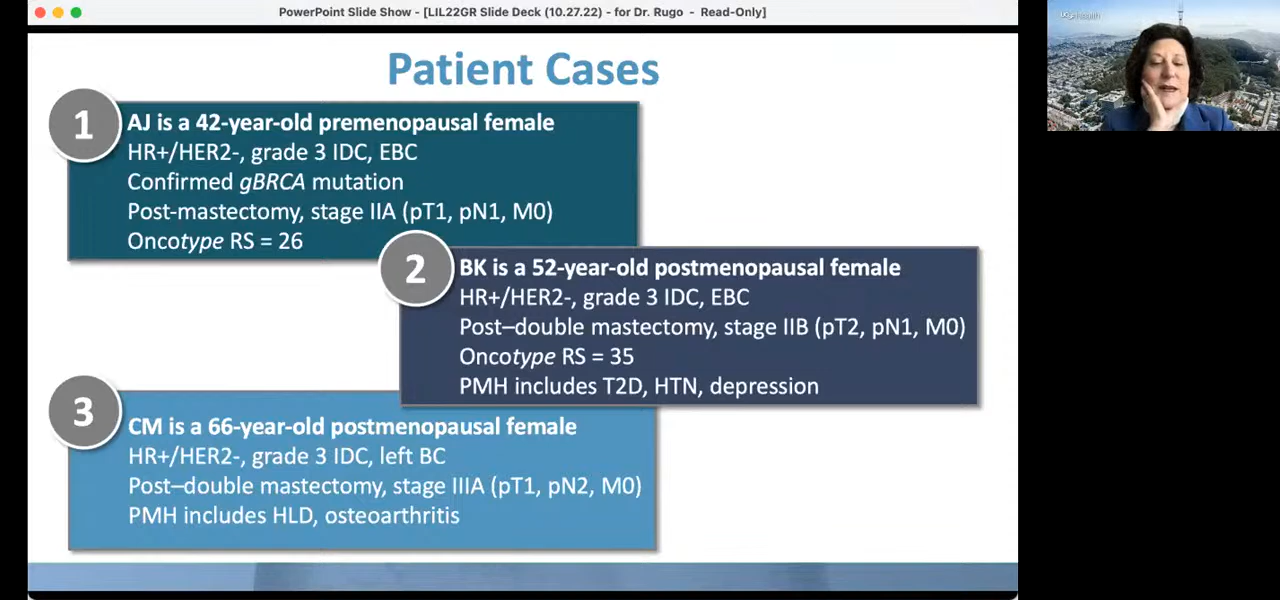 PowerPoint Slide Show - [LIL22GR Slide Deck (10.27.22) - for Dr. Rugo - Read-Only]
Patient Cases
1
AJ is a 42-year-old premenopausal female
HR+/HER2-, grade 3 IDC, EBC
Confirmed gBRCA mutation
Post-mastectomy, stage IIA (pT1, pN1, M0)
Oncotype RS = 26
2
BK is a 52-year-old postmenopausal female
HR+/HER2-, grade 3 IDC, EBC
Post–double mastectomy, stage IIB (pT2, pN1, M0)
Oncotype RS = 35
PMH includes T2D, HTN, depression
3
CM is a 66-year-old postmenopausal female
HR+/HER2-, grade 3 IDC, left BC
Post–double mastectomy, stage IIIA (pT1, pN2, M0)
PMH includes HLD, osteoarthritis